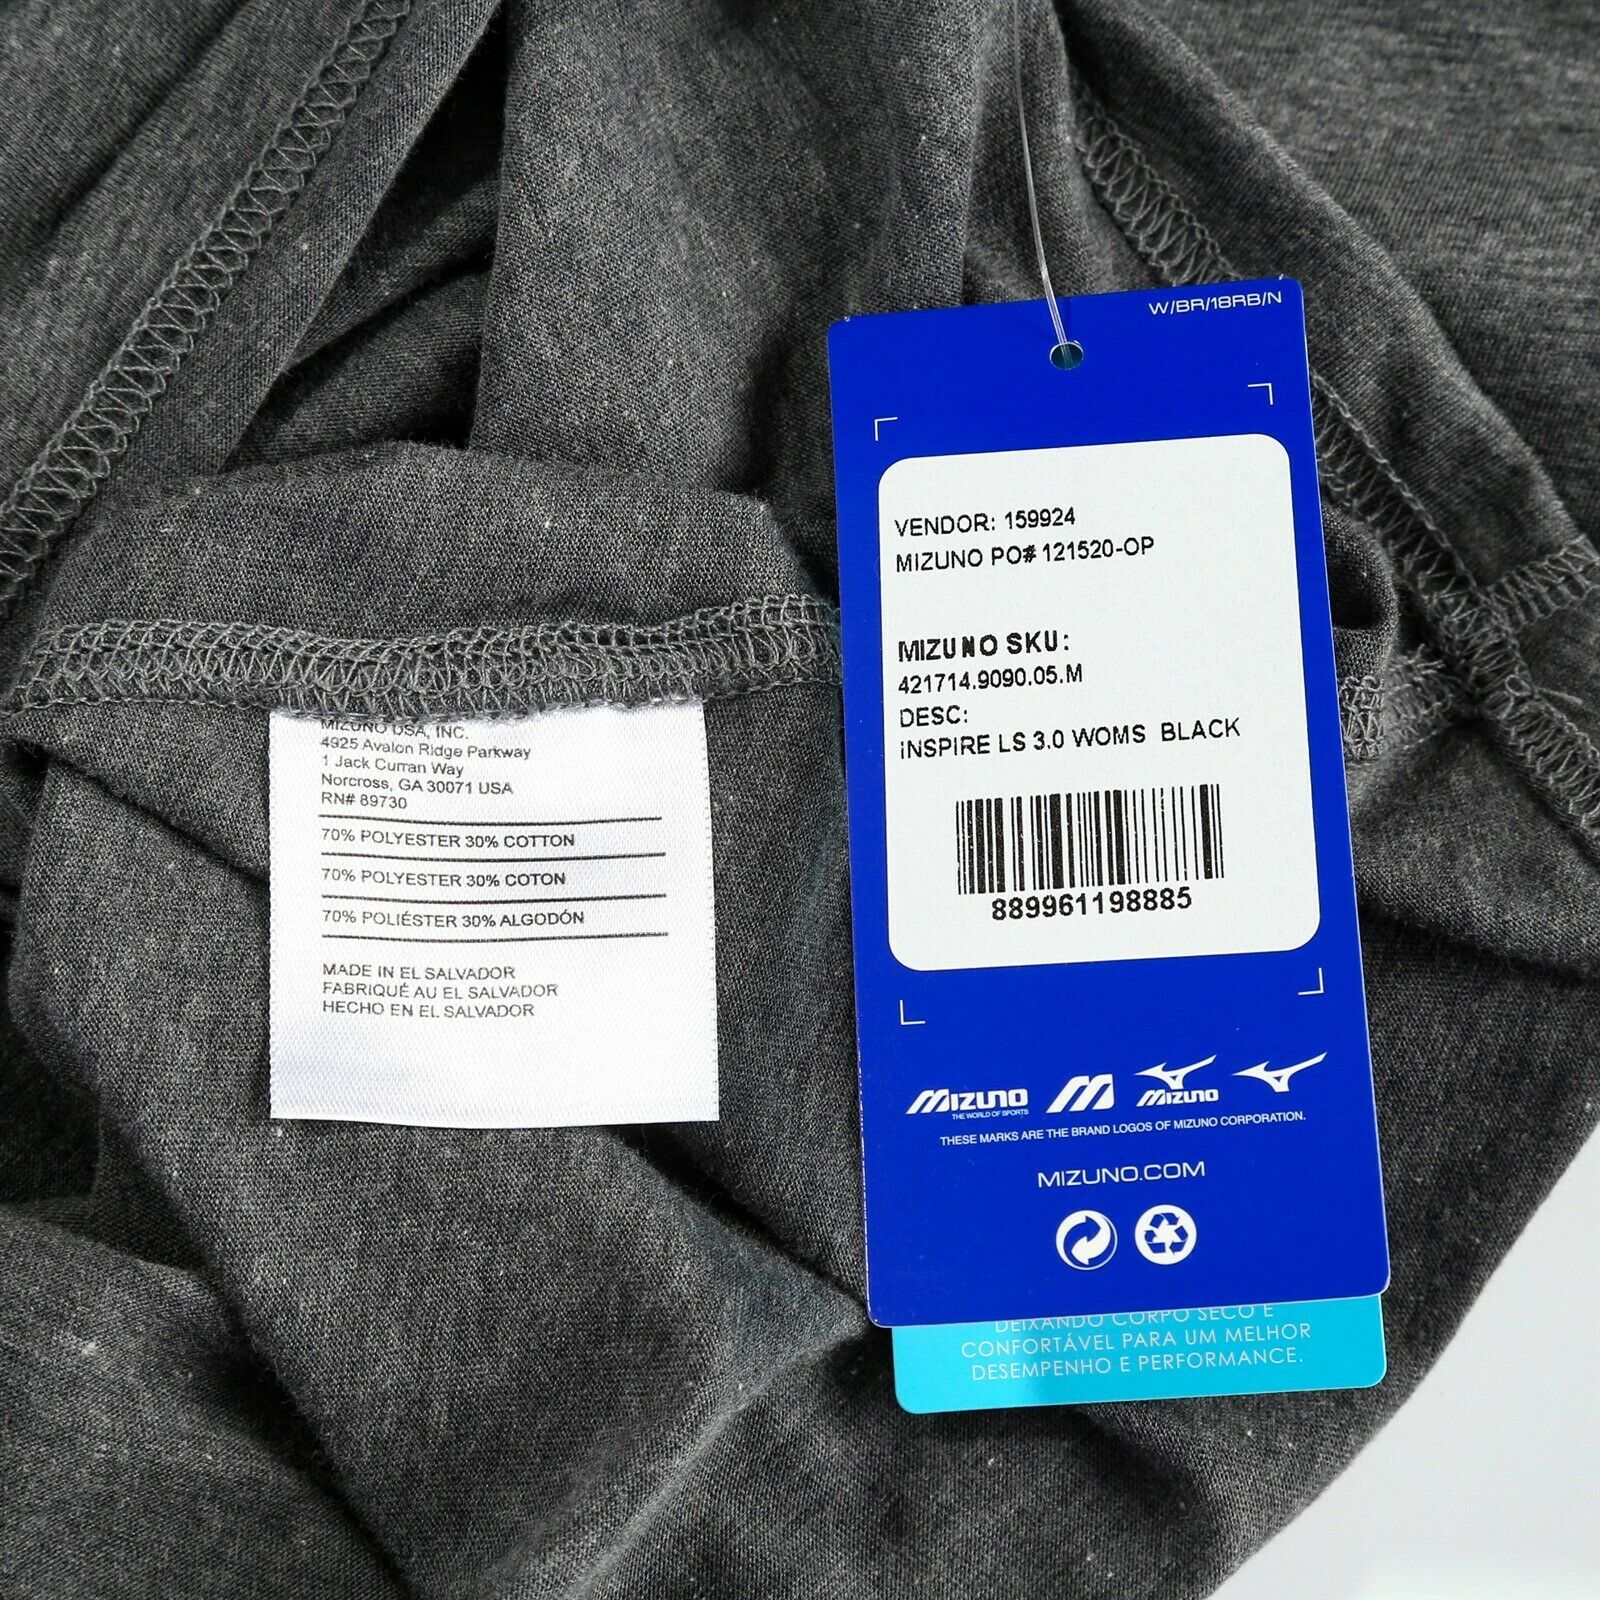 MIZUNO USA, INC.
4925 Avalon Ridge Parkway
1 Jack Curran Way
Norcross, GA 30071 USA
RN# 89730
70% POLYESTER 30% COTTON
70% POLYESTER 30% COTON
70% POLIÉSTER 30% ALGODÓN
MADE IN EL SALVADOR
FABRIQUÉ AU EL SALVADOR
HECHO EN EL SALVADOR
W/BR/18RB/N
VENDOR: 159924
MIZUNO PO# 121520-OP
MIZUNO SKU:
421714.9090.05.M
DESC:
INSPIRE LS 3.0 WOMS BLACK
889961198885
MIZUNO
THE WORLD OF SPORTS
MIZUNO
THESE MARKS ARE THE BRAND LOGOS OF MIZUNO CORPORATION.
MIZUNO.COM
DEIXANDO CORPO SECO E
CONFORTÁVEL PARA UM MELHOR
DESEMPENHO E PERFORMANCE.